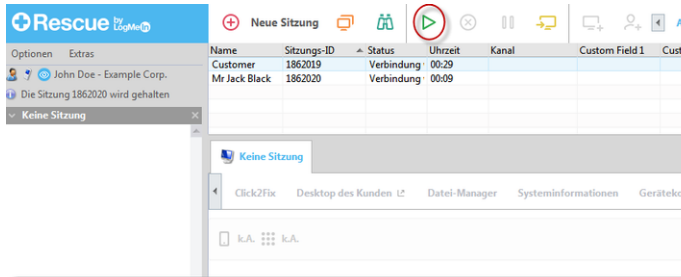 Rescue by LogMeIn
Neue Sitzung
Optionen Extras
John Doe - Example Corp.
Die Sitzung 1862020 wird gehalten
Keine Sitzung
Name Sitzungs-ID Status Uhrzeit Kanal Custom Field 1
Customer 1862019 Verbindung 00:29
Mr Jack Black 1862020 Verbindung 00:09
Keine Sitzung
Click2Fix Desktop des Kunden Datei-Manager Systeminformationen
k.A. k.A.